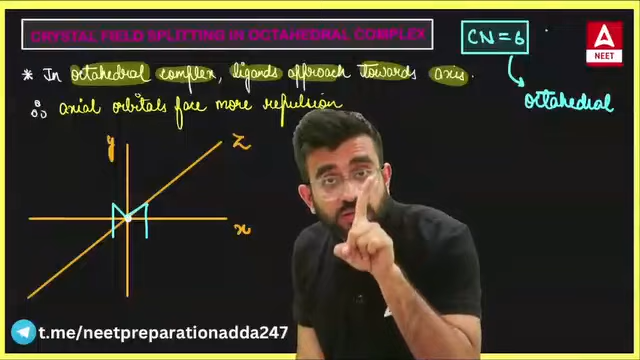 CRYSTAL FIELD SPLITTING IN OCTAHEDRAL COMPLEX
CN = 6
A
NEET
* In octahedral complex, ligands approach towards axis.
octahedral
∴ axial orbitals face more repulsion
y
z
M
x
t.me/neetpreparationadda247